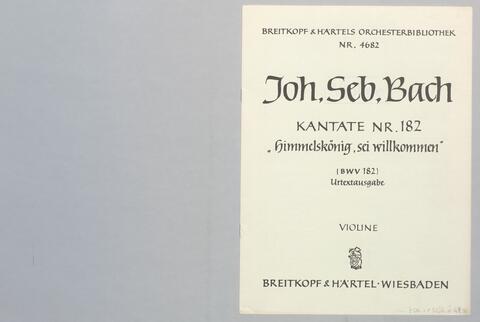 BREITKOPF & HÄRTELS ORCHESTERBIBLIOTHEK
NR. 4682
Joh. Seb. Bach
KANTATE NR. 182
„Himmelskönig, sei willkommen"
(BWV 182)
Urtextausgabe
VIOLINE
BREITKOPF & HÄRTEL · WIESBADEN